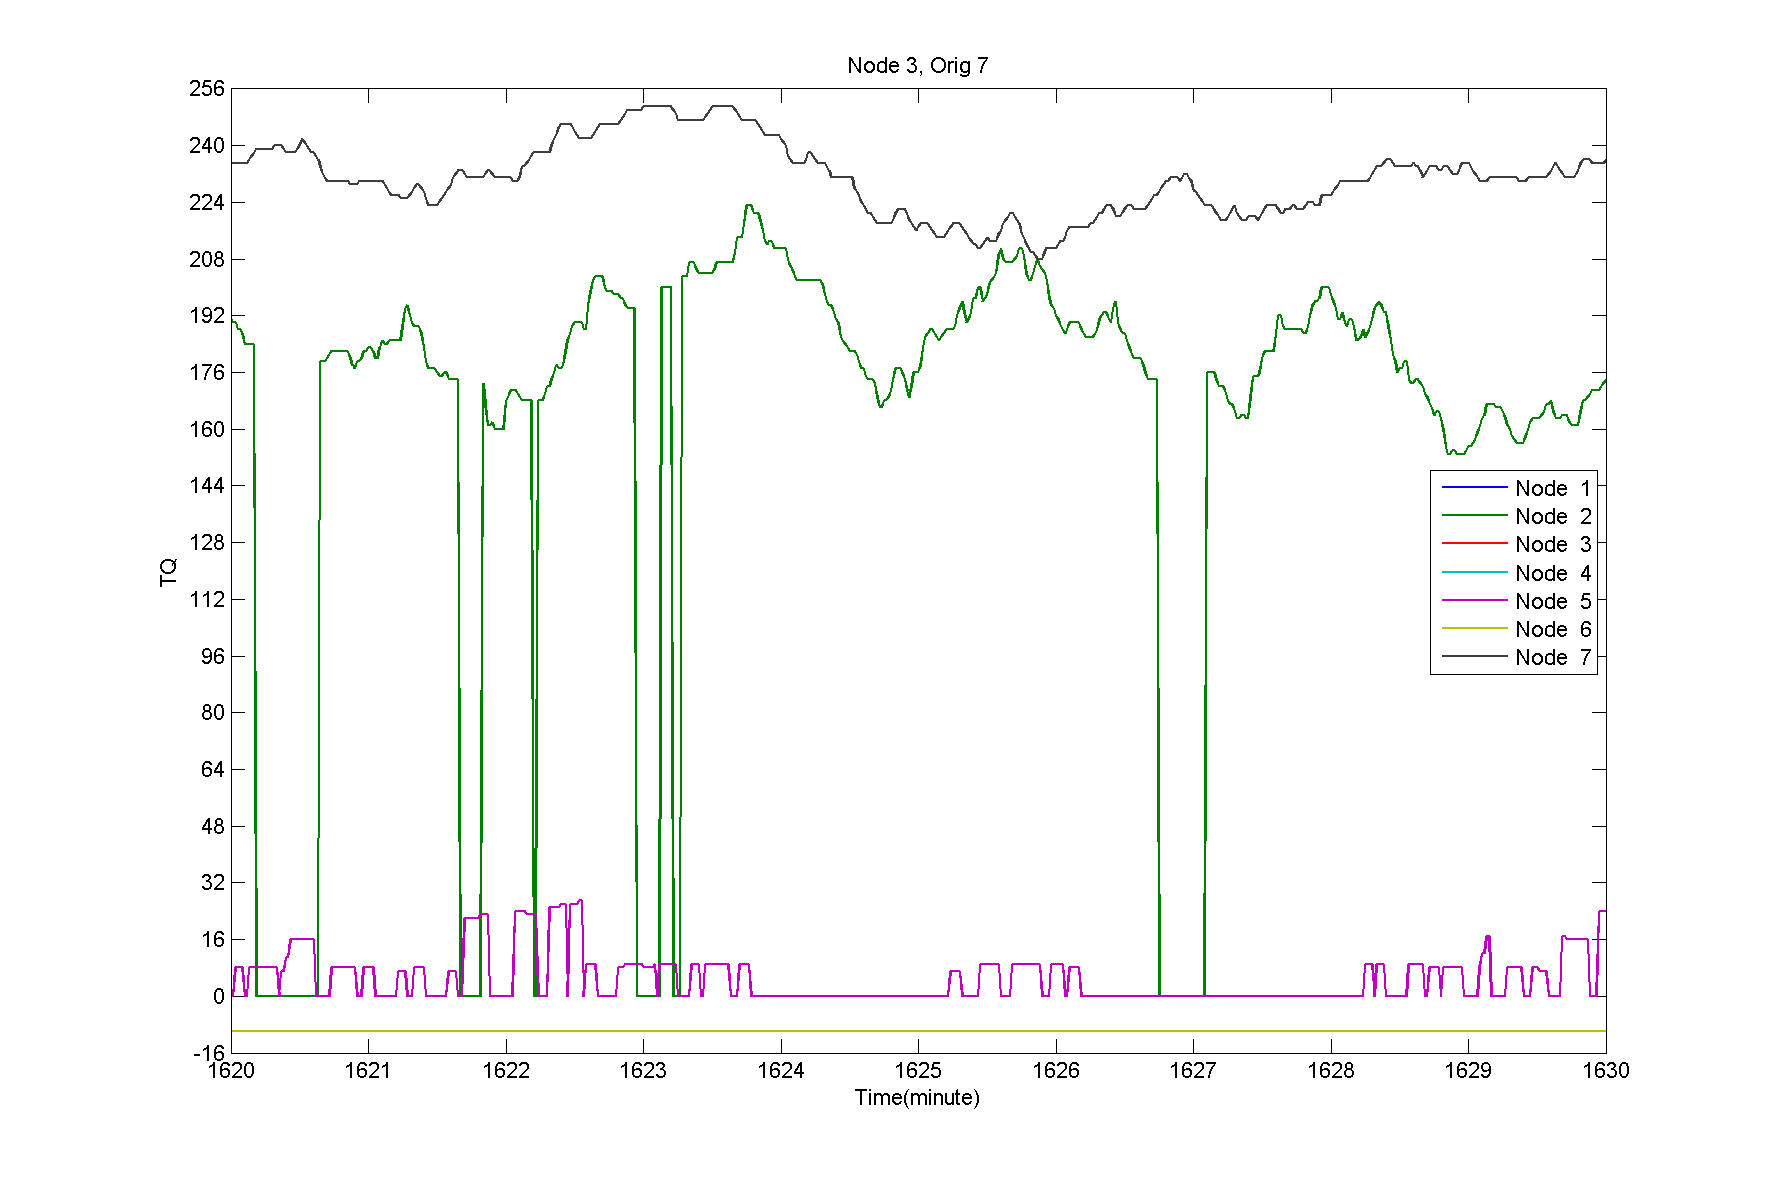 Node 3, Orig 7
256
240
224
208
192
176
160
144
128
112
96
80
64
48
32
16
0
-16
TQ
Node 1
Node 2
Node 3
Node 4
Node 5
Node 6
Node 7
1620 1621 1622 1623 1624 1625 1626 1627 1628 1629 1630
Time(minute)